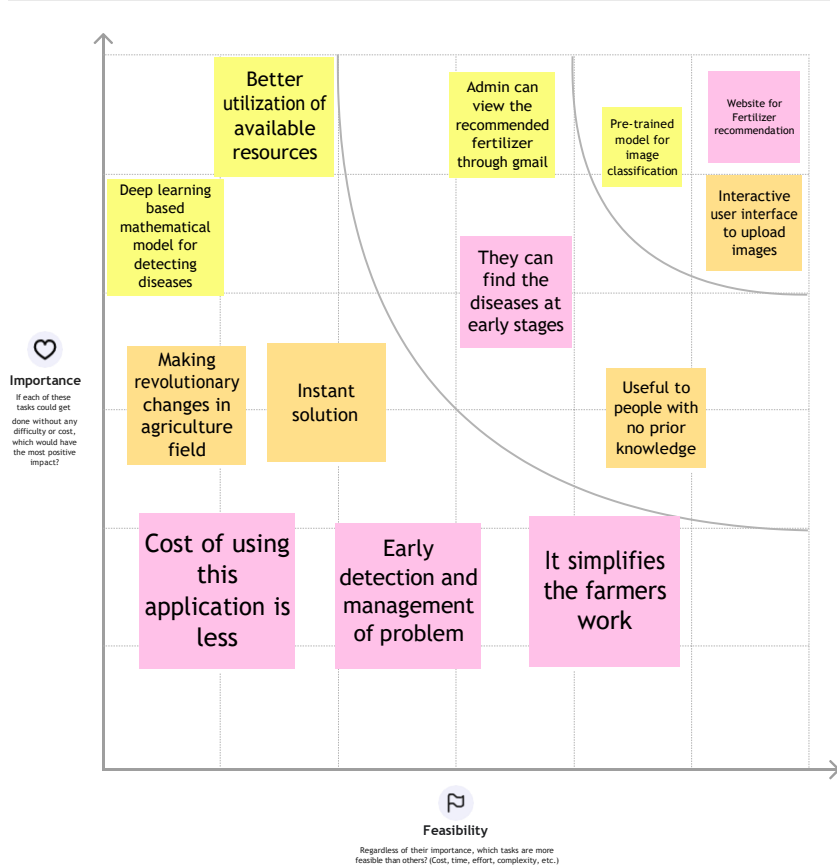 Better
utilization of
available
resources
Admin can
view the
recommended
fertilizer
through gmail
Pre-trained
model for
image
classification
Website for
Fertilizer
recommendation
Deep learning
based
mathematical
model for
detecting
diseases
Interactive
user interface
to upload
images
They can
find the
diseases at
early stages
Importance
If each of these
tasks could get
done without any
difficulty or cost,
which would have
the most positive
impact?
Making
revolutionary
changes in
agriculture
field
Instant
solution
Useful to
people with
no prior
knowledge
Cost of using
this
application is
less
Early
detection and
management
of problem
It simplifies
the farmers
work
Feasibility
Regardless of their importance, which tasks are more
feasible than others? (Cost, time, effort, complexity, etc.)